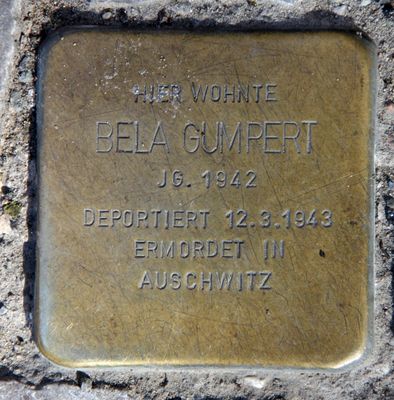 HIER WOHNTE
BELA GUMPERT
JG. 1942
DEPORTIERT 12.3.1943
ERMORDET IN
AUSCHWITZ